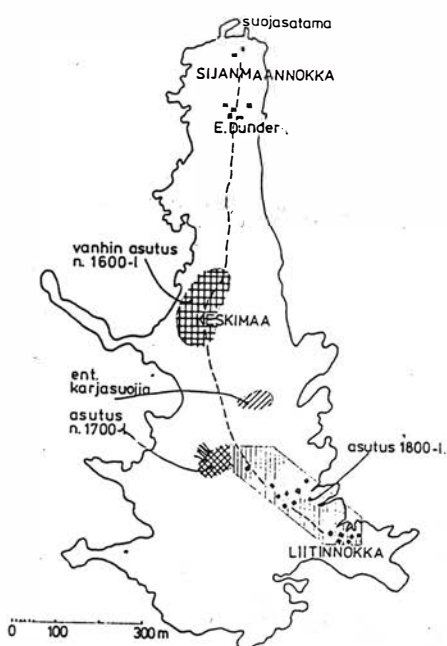 suojasatama
SIJANMAANNOKKA
E.Dunder
vanhin asutus
n. 1600-l
KESKIMAA
ent.
karjasuojia
asutus
n.1700-l
asutus 1800-l.
LIITINNOKKA
0 100 300 m